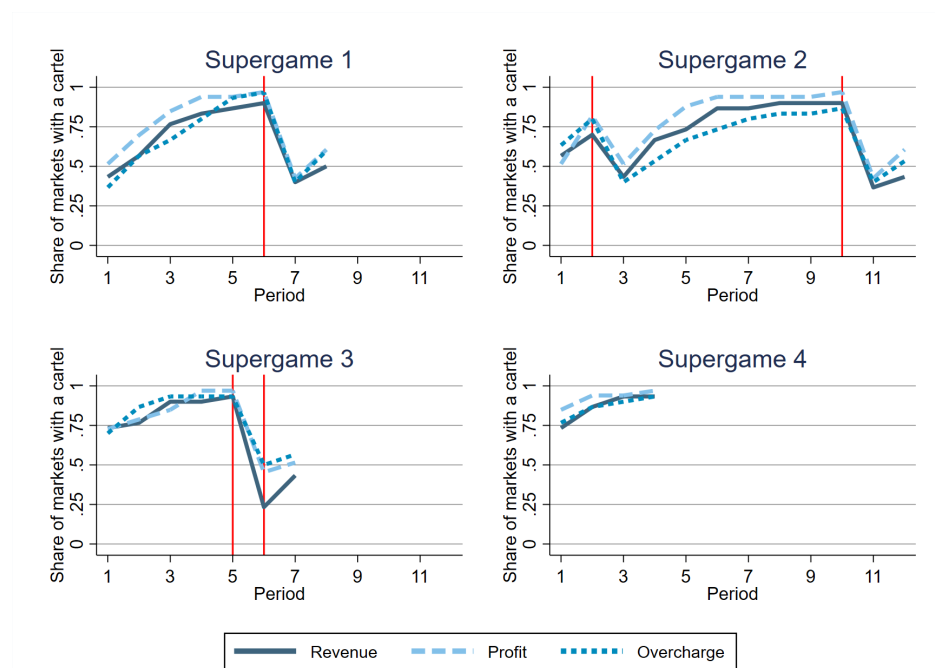 Supergame 1
Share of markets with a cartel
0 .25 .5 .75 1
1 3 5 7 9 11
Period
Supergame 2
Share of markets with a cartel
0 .25 .5 .75 1
1 3 5 7 9 11
Period
Supergame 3
Share of markets with a cartel
0 .25 .5 .75 1
1 3 5 7 9 11
Period
Supergame 4
Share of markets with a cartel
0 .25 .5 .75 1
1 3 5 7 9 11
Period
Revenue Profit Overcharge